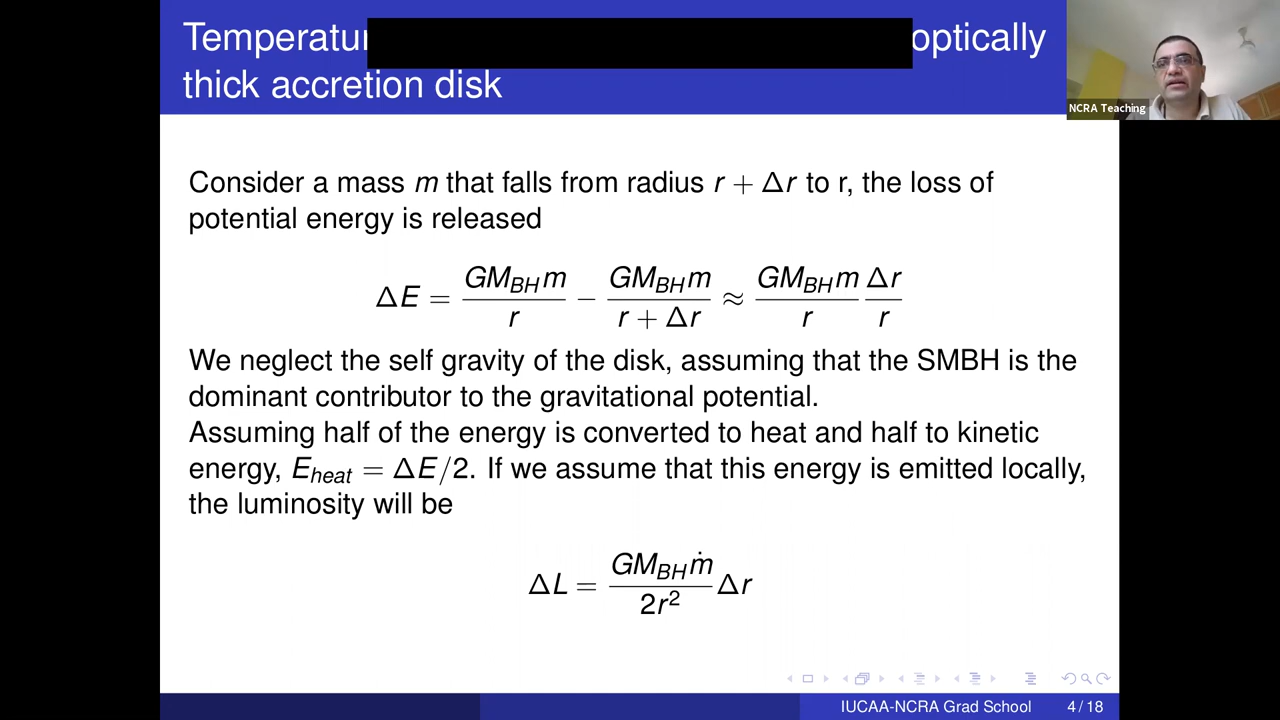 optically
thick accretion disk
NCRA Teaching
Consider a mass m that falls from radius r + Δr to r, the loss of
potential energy is released
ΔE = GM_BH m / r − GM_BH m / (r + Δr) ≈ GM_BH m / r Δr / r
We neglect the self gravity of the disk, assuming that the SMBH is the
dominant contributor to the gravitational potential.
Assuming half of the energy is converted to heat and half to kinetic
energy, E_heat = ΔE/2. If we assume that this energy is emitted locally,
the luminosity will be
ΔL = GM_BH ṁ / 2r² Δr
IUCAA-NCRA Grad School 4 / 18